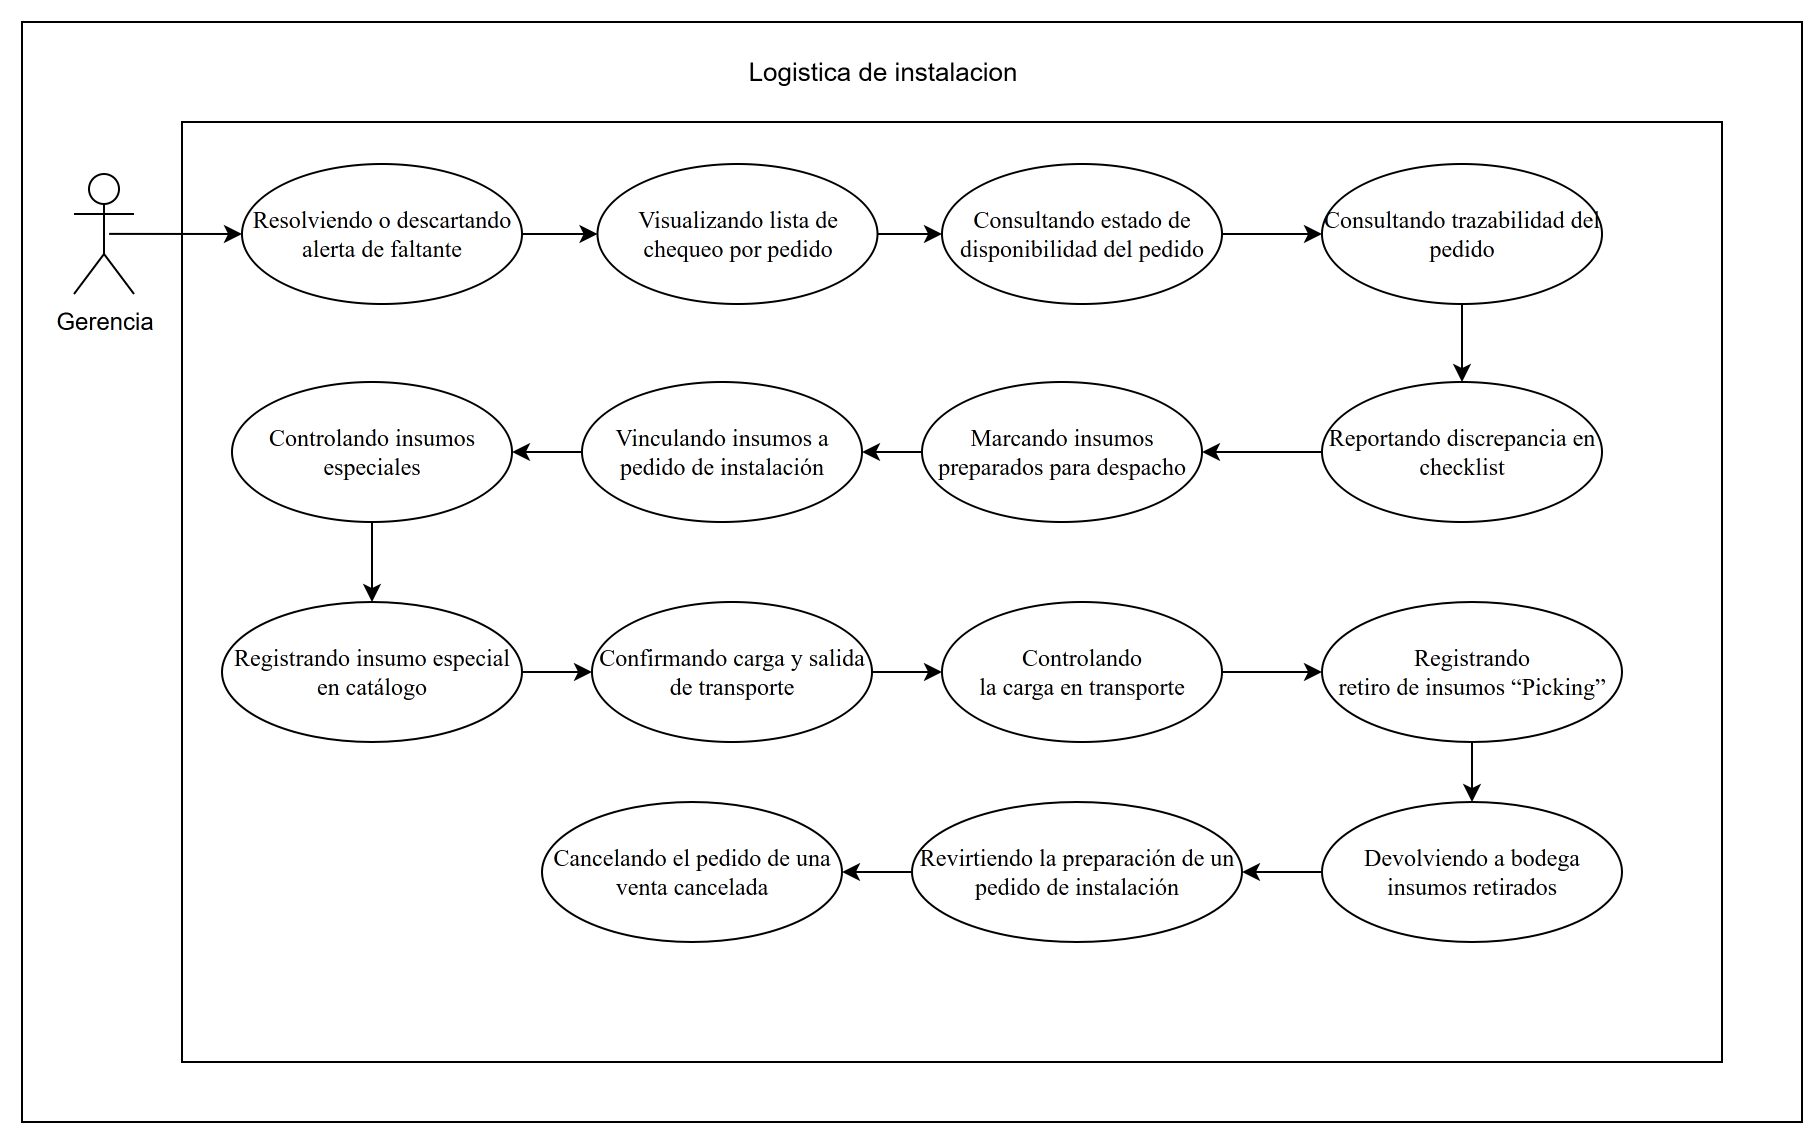 Logistica de instalacion
Gerencia
Resolviendo o descartando
alerta de faltante
Visualizando lista de
chequeo por pedido
Consultando estado de
disponibilidad del pedido
Consultando trazabilidad del
pedido
Reportando discrepancia en
checklist
Marcando insumos
preparados para despacho
Vinculando insumos a
pedido de instalación
Controlando insumos
especiales
Registrando insumo especial
en catálogo
Confirmando carga y salida
de transporte
Controlando
la carga en transporte
Registrando
retiro de insumos “Picking”
Devolviendo a bodega
insumos retirados
Revirtiendo la preparación de un
pedido de instalación
Cancelando el pedido de una
venta cancelada